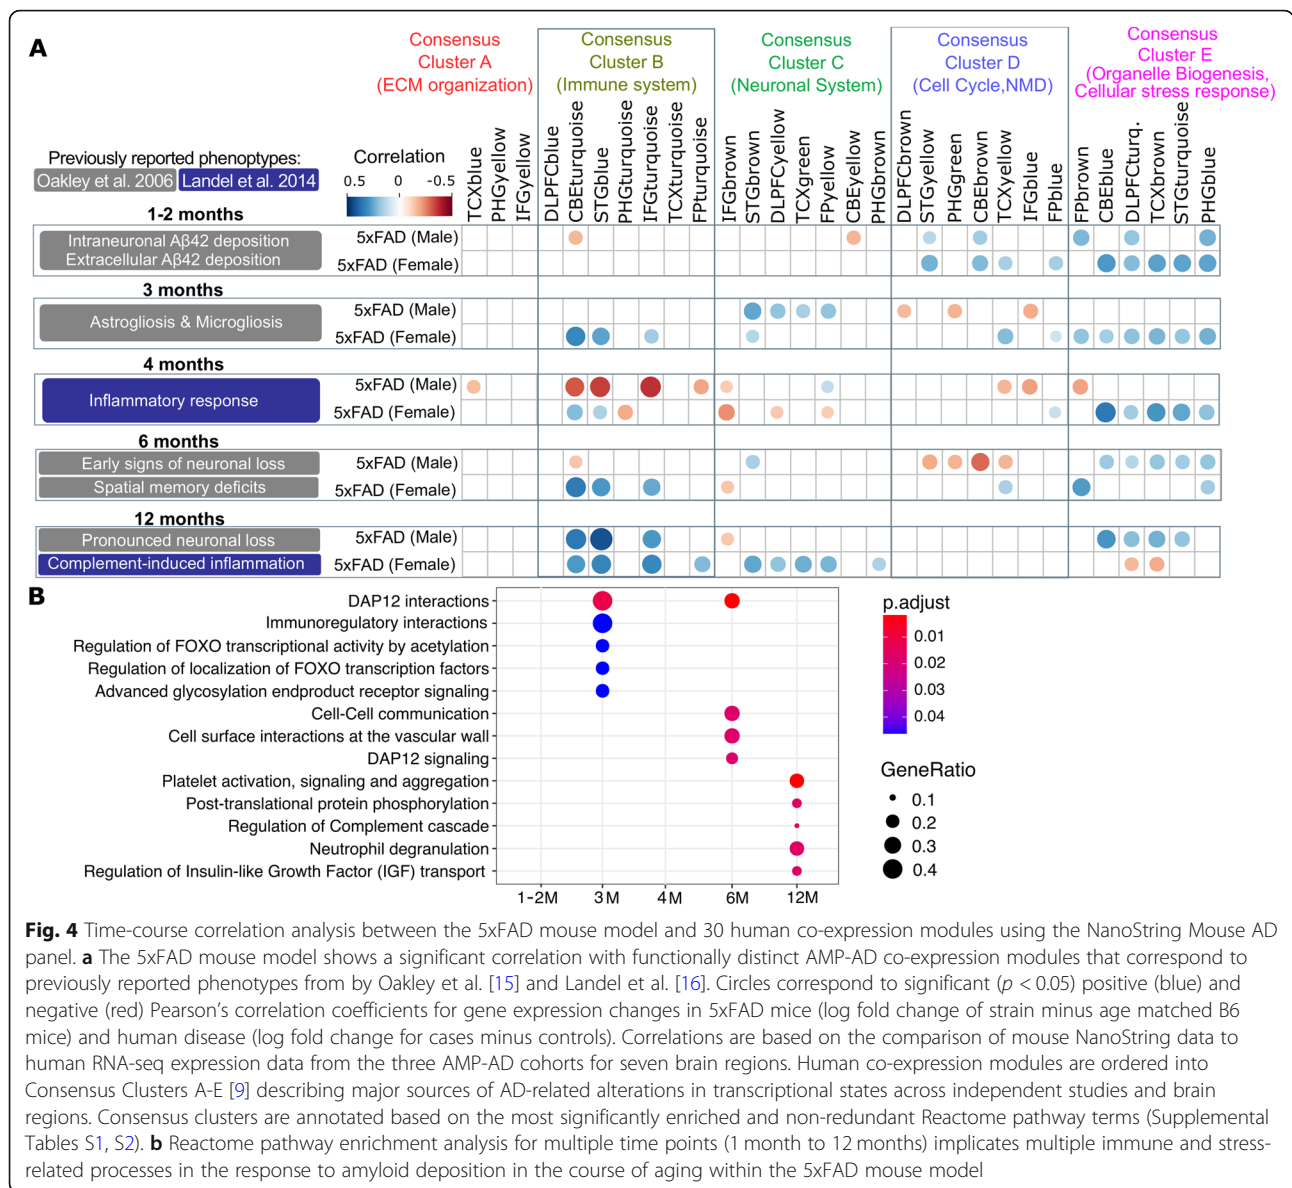 A
Consensus
Cluster A
(ECM organization)
Consensus
Cluster B
(Immune system)
Consensus
Cluster C
(Neuronal System)
Consensus
Cluster D
(Cell Cycle,NMD)
Consensus
Cluster E
(Organelle Biogenesis,
Cellular stress response)
Previously reported phenoptypes:
Oakley et al. 2006 Landel et al. 2014
Correlation
0.5 0 -0.5
TCXblue
PHGyellow
IFGyellow
DLPFCblue
CBEturquoise
STGblue
PHGturquoise
IFGturquoise
TCXturquoise
FPturquoise
IFGbrown
STGbrown
DLPFCyellow
TCXgreen
FPyellow
CBEyellow
PHGbrown
DLPFCbrown
STGyellow
PHGgreen
CBEbrown
TCXyellow
IFGblue
FPblue
FPbrown
CBEblue
DLPFCturq.
TCXbrown
STGturquoise
PHGblue
1-2 months
Intraneuronal Aβ42 deposition
Extracellular Aβ42 deposition
5xFAD (Male)
5xFAD (Female)
3 months
Astrogliosis & Microgliosis
5xFAD (Male)
5xFAD (Female)
4 months
Inflammatory response
5xFAD (Male)
5xFAD (Female)
6 months
Early signs of neuronal loss
Spatial memory deficits
5xFAD (Male)
5xFAD (Female)
12 months
Pronounced neuronal loss
Complement-induced inflammation
5xFAD (Male)
5xFAD (Female)
B
DAP12 interactions
Immunoregulatory interactions
Regulation of FOXO transcriptional activity by acetylation
Regulation of localization of FOXO transcription factors
Advanced glycosylation endproduct receptor signaling
Cell-Cell communication
Cell surface interactions at the vascular wall
DAP12 signaling
Platelet activation, signaling and aggregation
Post-translational protein phosphorylation
Regulation of Complement cascade
Neutrophil degranulation
Regulation of Insulin-like Growth Factor (IGF) transport
1-2M 3M 4M 6M 12M
p.adjust
0.01
0.02
0.03
0.04
GeneRatio
0.1
0.2
0.3
0.4
Fig. 4 Time-course correlation analysis between the 5xFAD mouse model and 30 human co-expression modules using the NanoString Mouse AD
panel. a The 5xFAD mouse model shows a significant correlation with functionally distinct AMP-AD co-expression modules that correspond to
previously reported phenotypes from by Oakley et al. [15] and Landel et al. [16]. Circles correspond to significant (p < 0.05) positive (blue) and
negative (red) Pearson's correlation coefficients for gene expression changes in 5xFAD mice (log fold change of strain minus age matched B6
mice) and human disease (log fold change for cases minus controls). Correlations are based on the comparison of mouse NanoString data to
human RNA-seq expression data from the three AMP-AD cohorts for seven brain regions. Human co-expression modules are ordered into
Consensus Clusters A-E [9] describing major sources of AD-related alterations in transcriptional states across independent studies and brain
regions. Consensus clusters are annotated based on the most significantly enriched and non-redundant Reactome pathway terms (Supplemental
Tables S1, S2). b Reactome pathway enrichment analysis for multiple time points (1 month to 12 months) implicates multiple immune and stress-
related processes in the response to amyloid deposition in the course of aging within the 5xFAD mouse model